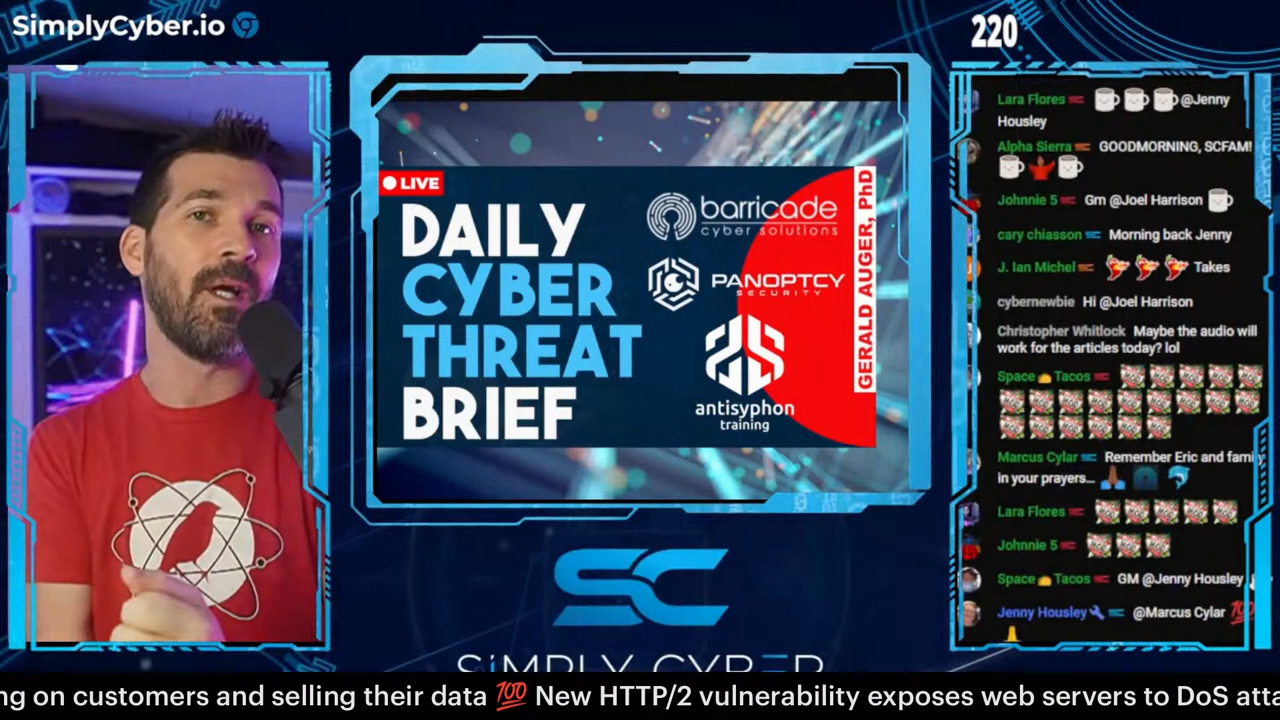 SimplyCyber.io
220
LIVE
DAILY
CYBER
THREAT
BRIEF
barricade
cyber solutions
PANOPTCY
SECURITY
antisyphon
training
GERALD AUGER, PhD
Lara Flores @Jenny
Housley
Alpha Sierra GOODMORNING, SCFAM!
Johnnie 5 Gm @Joel Harrison
cary chiasson Morning back Jenny
J. Ian Michel Takes
cybernewbie Hi @Joel Harrison
Christopher Whitlock Maybe the audio will
work for the articles today? lol
Space Tacos
Marcus Cylar Remember Eric and family
in your prayers...
Lara Flores
Johnnie 5
Space Tacos GM @Jenny Housley
Jenny Housley @Marcus Cylar 💯
SC
SIMPLY CYBER
ng on customers and selling their data 💯 New HTTP/2 vulnerability exposes web servers to DoS atta